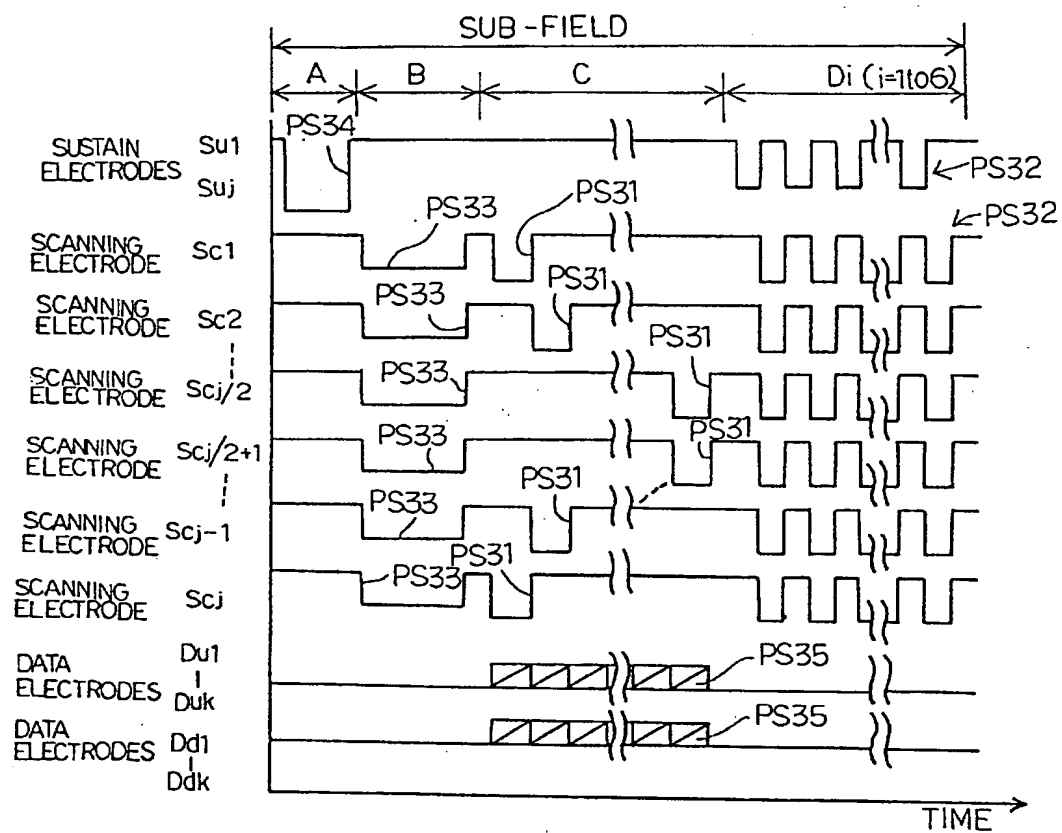 SUB-FIELD
A B C Di (i=1to6)
PS34
SUSTAIN ELECTRODES Su1 Suj
PS32
PS33 PS31 PS32
SCANNING ELECTRODE Sc1
PS33 PS31
SCANNING ELECTRODE Sc2
PS33 PS31
SCANNING ELECTRODE Scj/2
PS31
SCANNING ELECTRODE Scj/2+1
PS33
PS31
SCANNING ELECTRODE Scj-1
PS33
PS31
SCANNING ELECTRODE Scj
PS33
DATA ELECTRODES Du1 Duk
PS35
DATA ELECTRODES Dd1 Ddk
PS35
TIME